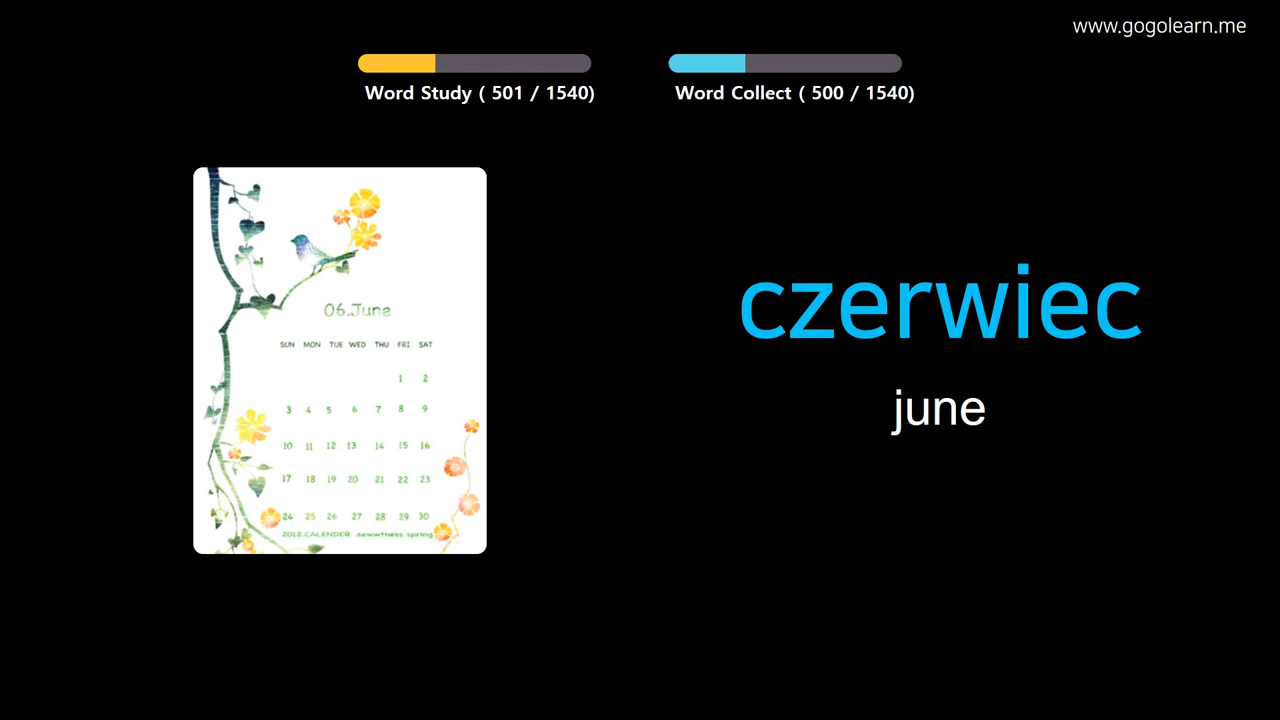 www.gogolearn.me
Word Study ( 501 / 1540)
Word Collect ( 500 / 1540)
06.June
SUN MON TUE WED THU FRI SAT
1 2
3 4 5 6 7 8 9
10 11 12 13 14 15 16
17 18 19 20 21 22 23
24 25 26 27 28 29 30
2012.CALENDER .sewwtness spring
czerwiec
june